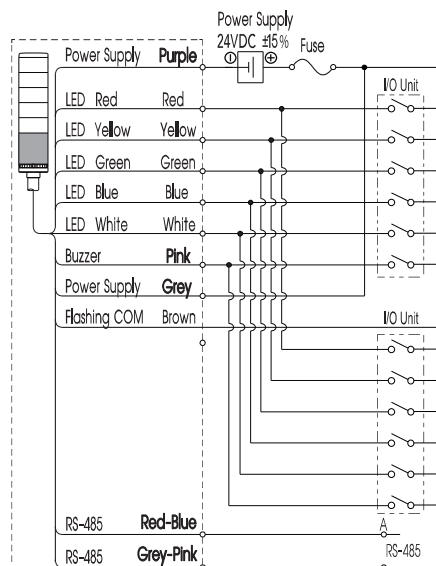 Power Supply
24VDC ±15%
Fuse
Power Supply Purple
I/O Unit
LED Red Red
LED Yellow Yellow
LED Green Green
LED Blue Blue
LED White White
Buzzer Pink
Power Supply Grey
Flashing COM Brown
I/O Unit
RS-485 Red-Blue A
RS-485
RS-485 Grey-Pink